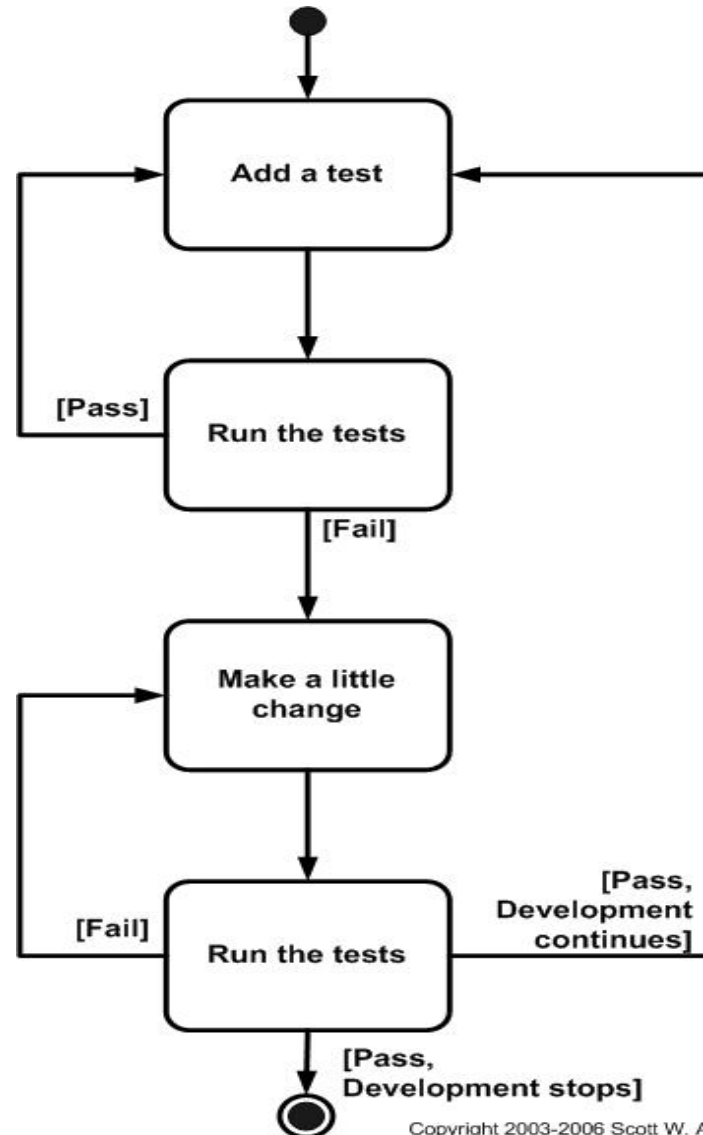 Add a test
[Pass]
Run the tests
[Fail]
Make a little
change
[Fail]
Run the tests
[Pass,
Development
continues]
[Pass,
Development stops]
Copyright 2003-2006 Scott W. A